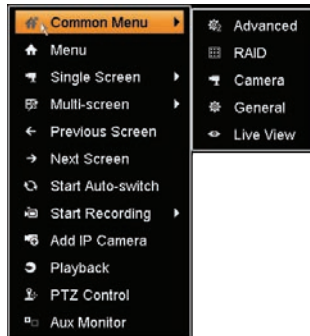 Common Menu
Menu
Single Screen
Multi-screen
Previous Screen
Next Screen
Start Auto-switch
Start Recording
Add IP Camera
Playback
PTZ Control
Aux Monitor
Advanced
RAID
Camera
General
Live View